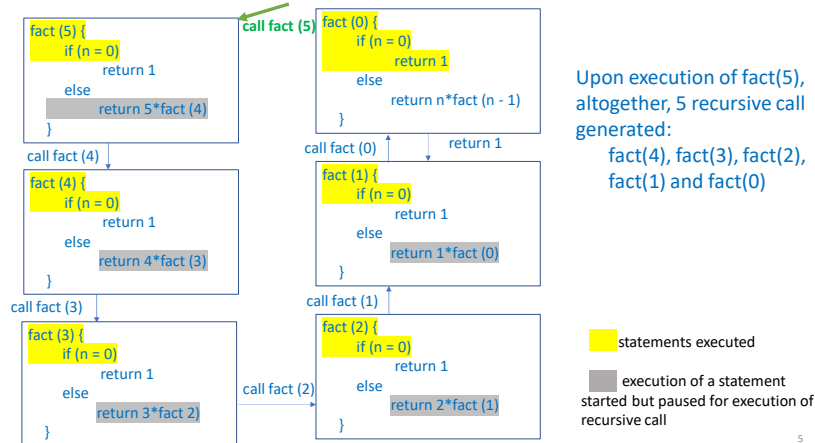 call fact (5)
fact (5) {
if (n = 0)
return 1
else
return 5*fact (4)
}
call fact (4)
fact (4) {
if (n = 0)
return 1
else
return 4*fact (3)
}
call fact (3)
fact (3) {
if (n = 0)
return 1
else
return 3*fact 2)
}
call fact (2)
fact (2) {
if (n = 0)
return 1
else
return 2*fact (1)
}
call fact (1)
fact (1) {
if (n = 0)
return 1
else
return 1*fact (0)
}
call fact (0)
return 1
fact (0) {
if (n = 0)
return 1
else
return n*fact (n - 1)
}
Upon execution of fact(5),
altogether, 5 recursive call
generated:
fact(4), fact(3), fact(2),
fact(1) and fact(0)
statements executed
execution of a statement
started but paused for execution of
recursive call
5